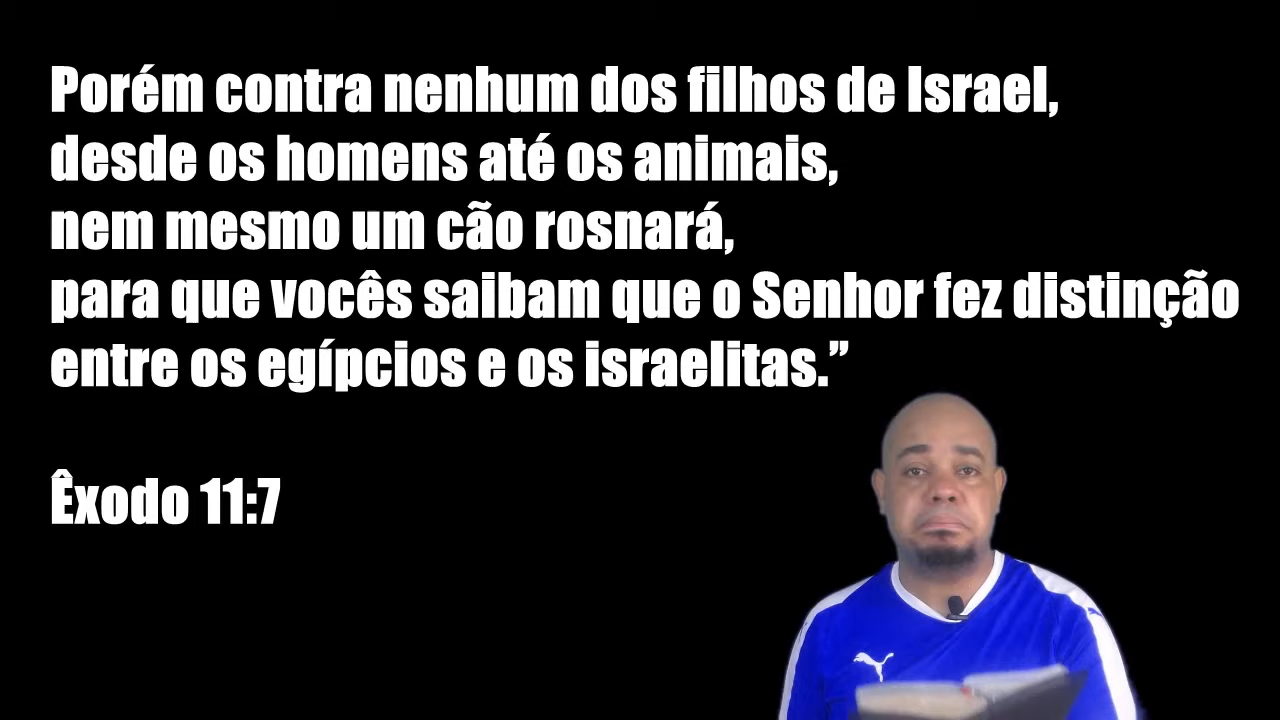 Porém contra nenhum dos filhos de Israel,
desde os homens até os animais,
nem mesmo um cão rosnará,
para que vocês saibam que o Senhor fez distinção
entre os egípcios e os israelitas.”
Êxodo 11:7